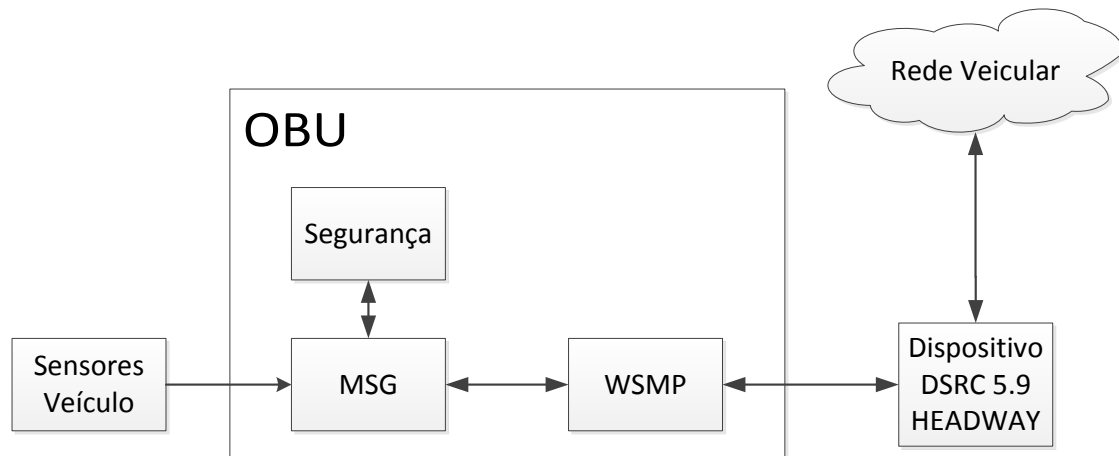 Rede Veicular
OBU
Segurança
Sensores
Veículo
MSG
WSMP
Dispositivo
DSRC 5.9
HEADWAY